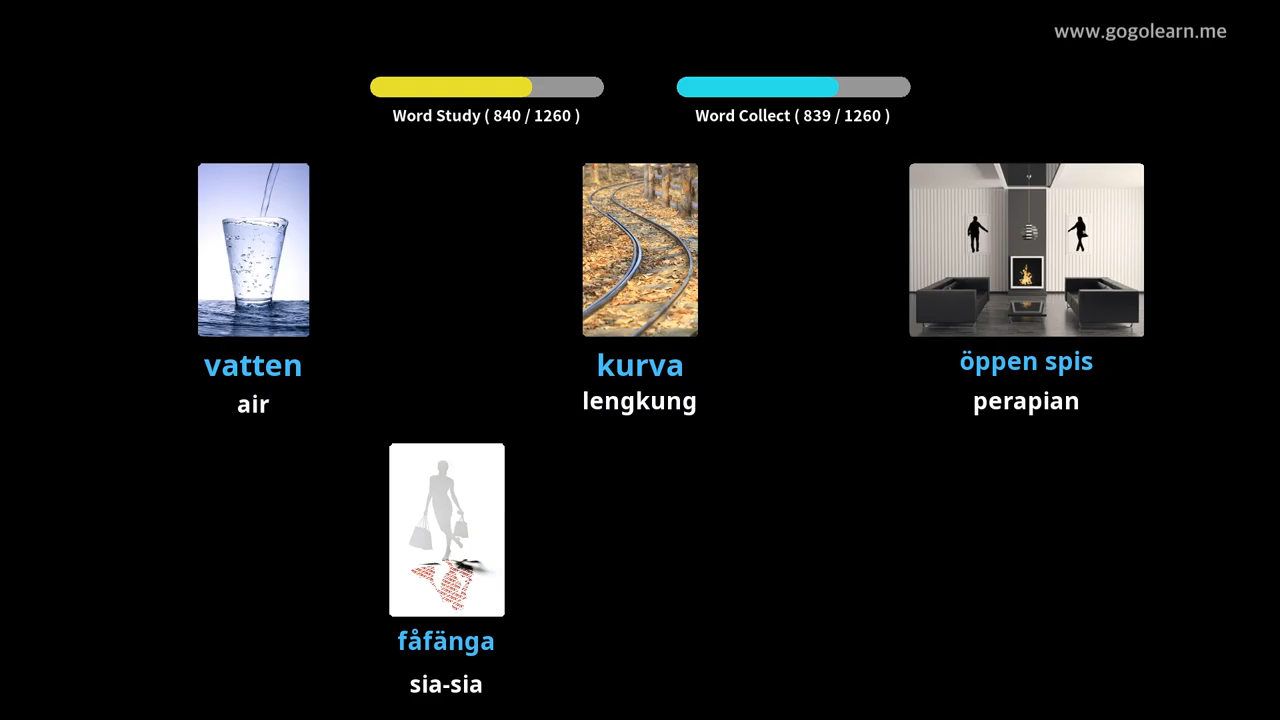 www.gogolearn.me
Word Study ( 840 / 1260 )
Word Collect ( 839 / 1260 )
vatten
air
kurva
lengkung
öppen spis
perapian
fåfänga
sia-sia